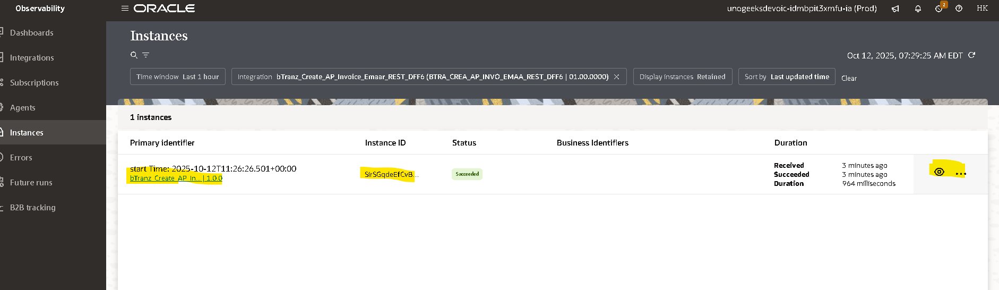 Observability
ORACLE
unogeeksdevoic-idmbpit3xmfu-ia (Prod)
2
HK
Dashboards
Integrations
Subscriptions
Agents
Instances
Errors
Future runs
B2B tracking
Instances
Oct 12, 2025, 07:29:25 AM EDT
Time window Last 1 hour
Integration bTranz_Create_AP_Invoice_Emaar_REST_DFF6 (BTRA_CREA_AP_INVO_EMAA_REST_DFF6 | 01.00.0000)
Display instances Retained
Sort by Last updated time
Clear
1 instances
Primary identifier Instance ID Status Business Identifiers Duration
start Time: 2025-10-12T11:26:26.501+00:00
bTranz_Create_AP_In... | 1.0.0
SirSGqdeEfCvB...
Succeeded
Received 3 minutes ago
Succeeded 3 minutes ago
Duration 964 milliseconds